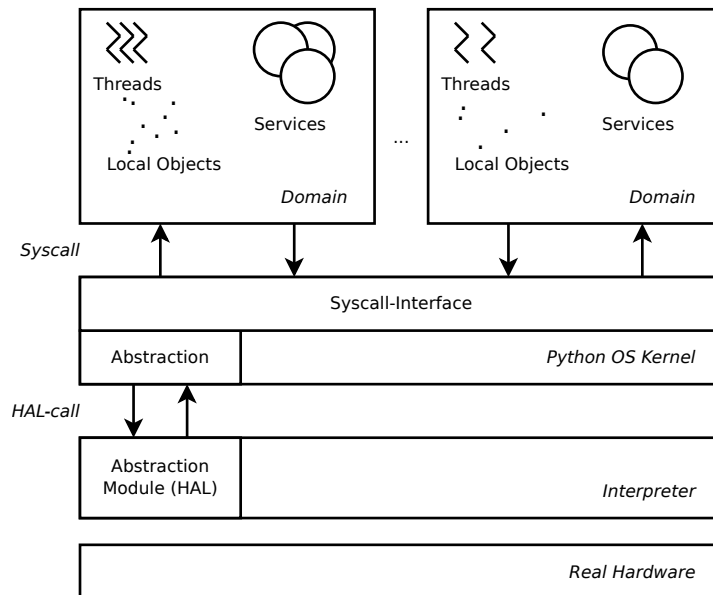 Threads
Services
Local Objects
Domain
...
Threads
Services
Local Objects
Domain
Syscall
Syscall-Interface
Abstraction
Python OS Kernel
HAL-call
Abstraction
Module (HAL)
Interpreter
Real Hardware